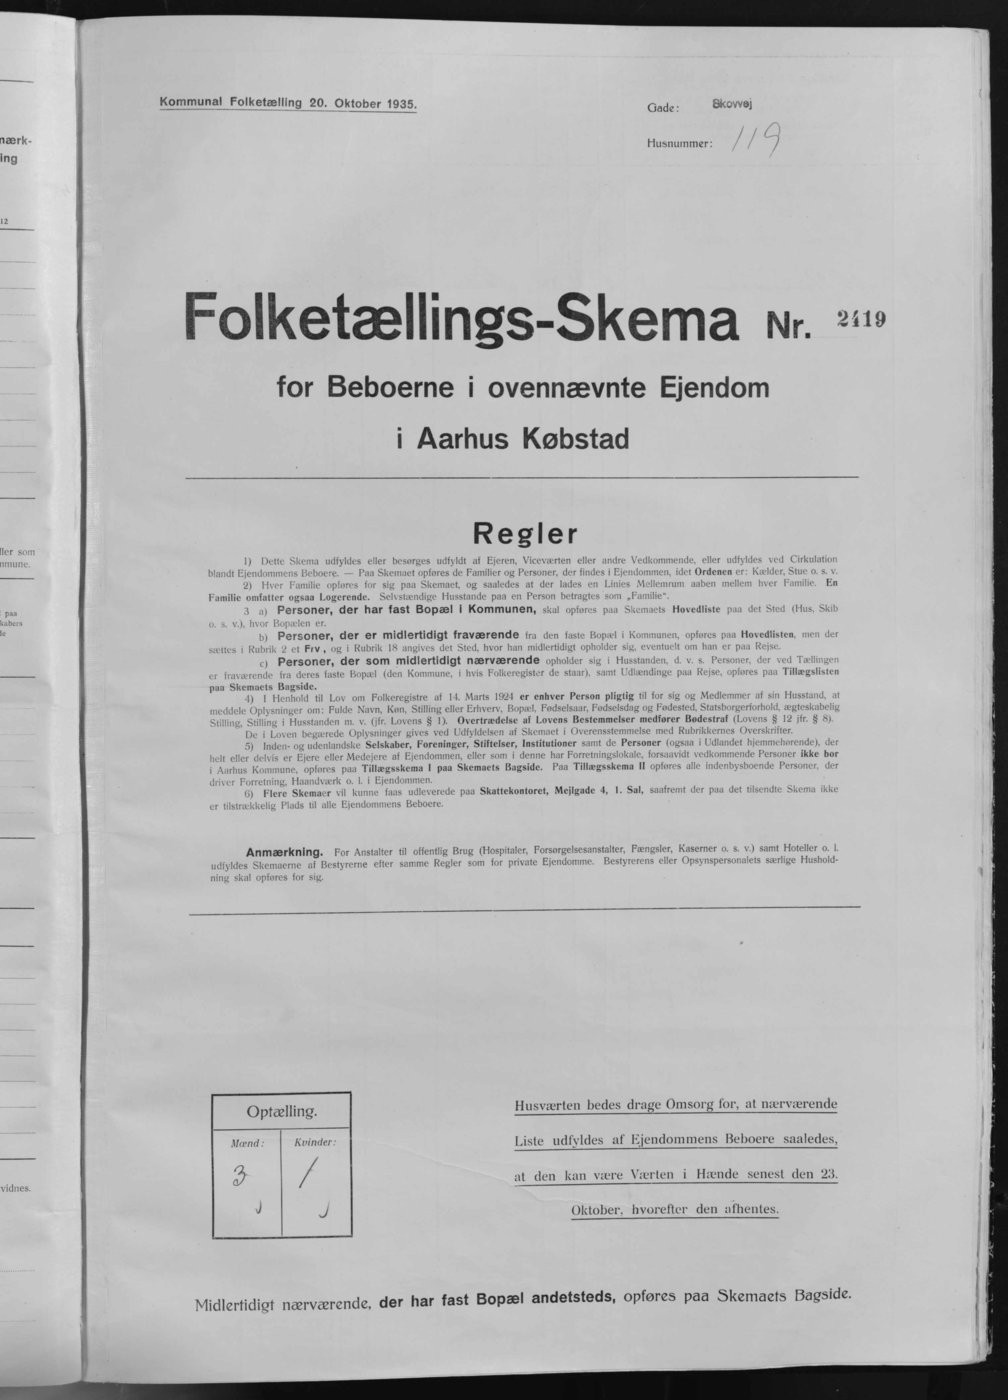 Kommunal Folketælling 20. Oktober 1935.
Gade: Skovvej
Husnummer: 119
Folketællings-Skema Nr. 2419
for Beboerne i ovennævnte Ejendom
i Aarhus Købstad
Regler
1) Dette Skema udfyldes eller besørges udfyldt af Ejeren, Viceværten eller andre Vedkommende, eller udfyldes ved Cirkulation
blandt Ejendommens Beboere. — Paa Skemaet opføres de Familier og Personer, der findes i Ejendommen, idet Ordenen er: Kælder, Stue o. s. v.
2) Hver Familie opføres for sig paa Skemaet, og saaledes at der lades en Linies Mellemrum aaben mellem hver Familie. En
Familie omfatter ogsaa Logerende. Selvstændige Husstande paa en Person betragtes som „Familie“.
3 a) Personer, der har fast Bopæl i Kommunen, skal opføres paa Skemaets Hovedliste paa det Sted (Hus, Skib
o. s. v.), hvor Bopælen er.
b) Personer, der er midlertidigt fraværende fra den faste Bopæl i Kommunen, opføres paa Hovedlisten, men der
sættes i Rubrik 2 et Frv., og i Rubrik 18 angives det Sted, hvor han midlertidigt opholder sig, eventuelt om han er paa Rejse.
c) Personer, der som midlertidigt nærværende opholder sig i Husstanden, d. v. s. Personer, der ved Tællingen
er fraværende fra deres faste Bopæl (den Kommune, i hvis Folkeregister de staar), samt Udlændinge paa Rejse, opføres paa Tillægslisten
paa Skemaets Bagside.
4) I Henhold til Lov om Folkeregistre af 14. Marts 1924 er enhver Person pligtig til for sig og Medlemmer af sin Husstand, at
meddele Oplysninger om: Fulde Navn, Køn, Stilling eller Erhverv, Bopæl, Fødselsaar, Fødselsdag og Fødested, Statsborgerforhold, ægteskabelig
Stilling, Stilling i Husstanden m. v. (jfr. Lovens § 1). Overtrædelse af Lovens Bestemmelser medfører Bødestraf (Lovens § 12 jfr. § 8).
De i Loven begærede Oplysninger gives ved Udfyldelsen af Skemaet i Overensstemmelse med Rubrikkernes Overskrifter.
5) Inden- og udenlandske Selskaber, Foreninger, Stiftelser, Institutioner samt de Personer (ogsaa i Udlandet hjemmehørende), der
helt eller delvis er Ejere eller Medejere af Ejendommen, eller som i denne har Forretningslokale, forsaavidt vedkommende Personer ikke bor
i Aarhus Kommune, opføres paa Tillægsskema I paa Skemaets Bagside. Paa Tillægsskema II opføres alle indenbysboende Personer, der
driver Forretning, Haandværk o. l. i Ejendommen.
6) Flere Skemaer vil kunne faas udleverede paa Skattekontoret, Mejlgade 4, 1. Sal, saafremt der paa det tilsendte Skema ikke
er tilstrækkelig Plads til alle Ejendommens Beboere.
Anmærkning. For Anstalter til offentlig Brug (Hospitaler, Forsørgelsesanstalter, Fængsler, Kaserner o. s. v.) samt Hoteller o. l.
udfyldes Skemaerne af Bestyrerne efter samme Regler som for private Ejendomme. Bestyrerens eller Opsynspersonalets særlige Hushold-
ning skal opføres for sig.
Optælling.
Mænd: Kvinder:
3 1
Husværten bedes drage Omsorg for, at nærværende
Liste udfyldes af Ejendommens Beboere saaledes,
at den kan være Værten i Hænde senest den 23.
Oktober, hvorefter den afhentes.
Midlertidigt nærværende, der har fast Bopæl andetsteds, opføres paa Skemaets Bagside.
mærk-
ing
12
ller som
mmune.
paa
kabers
vidnes.